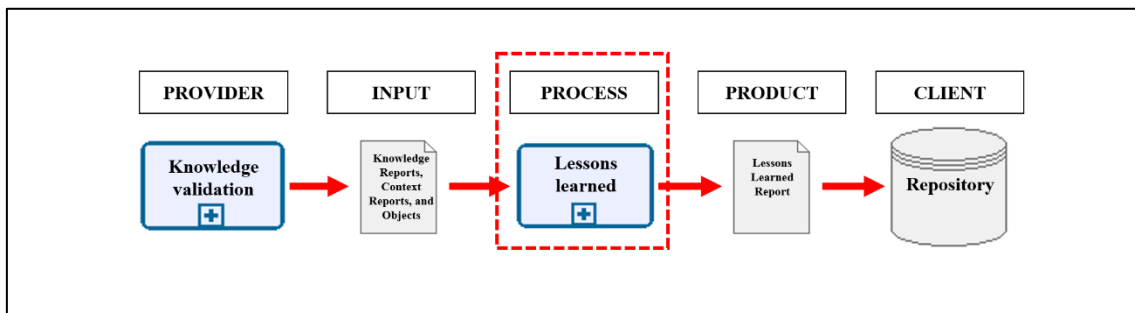 PROVIDER
INPUT
PROCESS
PRODUCT
CLIENT
Knowledge
validation
Knowledge
Reports,
Context
Reports, and
Objects
Lessons
learned
Lessons
Learned
Report
Repository